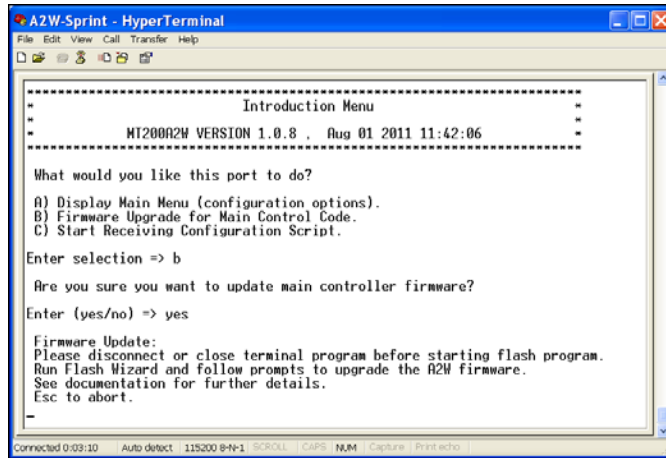 A2W-Sprint - HyperTerminal
File Edit View Call Transfer Help
********************************************************************
* Introduction Menu *
* *
* MT200A2W VERSION 1.0.8 , Aug 01 2011 11:42:06 *
********************************************************************
What would you like this port to do?
A) Display Main Menu (configuration options).
B) Firmware Upgrade for Main Control Code.
C) Start Receiving Configuration Script.
Enter selection => b
Are you sure you want to update main controller firmware?
Enter (yes/no) => yes
Firmware Update:
Please disconnect or close terminal program before starting flash program.
Run Flash Wizard and follow prompts to upgrade the A2W firmware.
See documentation for further details.
Esc to abort.
_
Connected 0:03:10 Auto detect 115200 8-N-1 SCROLL CAPS NUM Capture Print echo